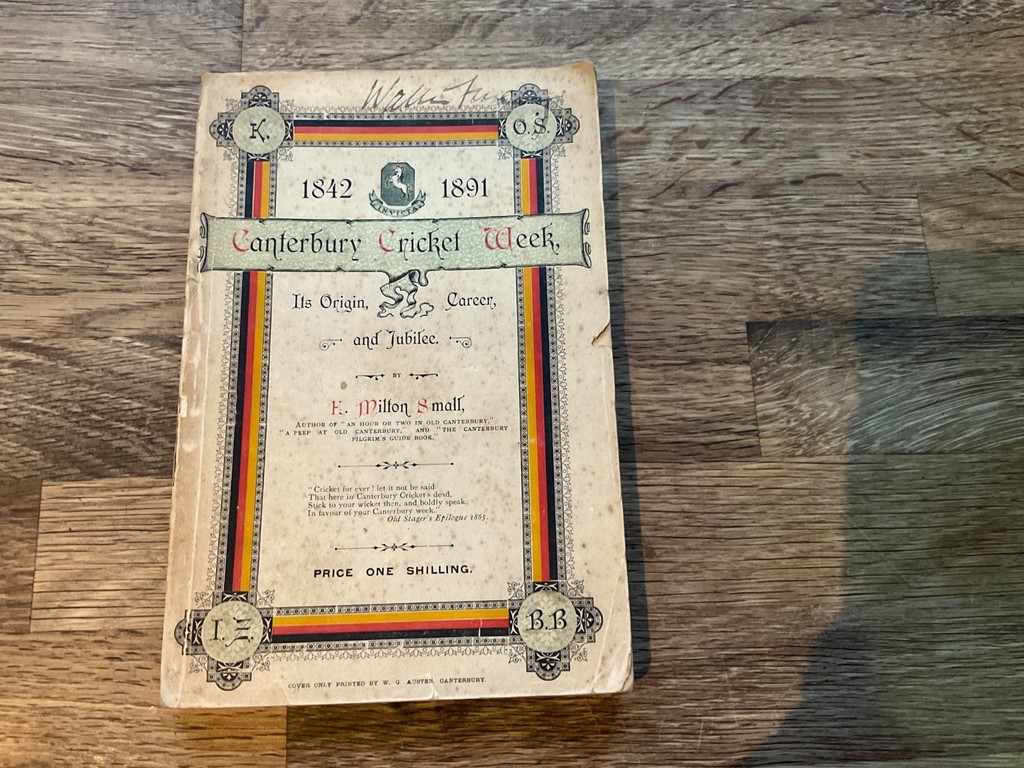 K.
O.S.
1842 1891
INVICTA
Canterbury Cricket Week,
Its Origin, Career,
and Jubilee.
BY
Milton Small,
AUTHOR OF "AN HOUR OR TWO IN OLD CANTERBURY,"
"A PEEP AT OLD CANTERBURY," AND "THE CANTERBURY
PILGRIM'S GUIDE BOOK."
"Cricket for ever! let it not be said
That here in Canterbury Cricket's dead,
Stick to your wicket then, and boldly speak
In favour of your Canterbury week."
Old Stager's Epilogue 1865.
PRICE ONE SHILLING.
I.Z.
B.B
COVER ONLY PRINTED BY W. G. AUSTEN, CANTERBURY.